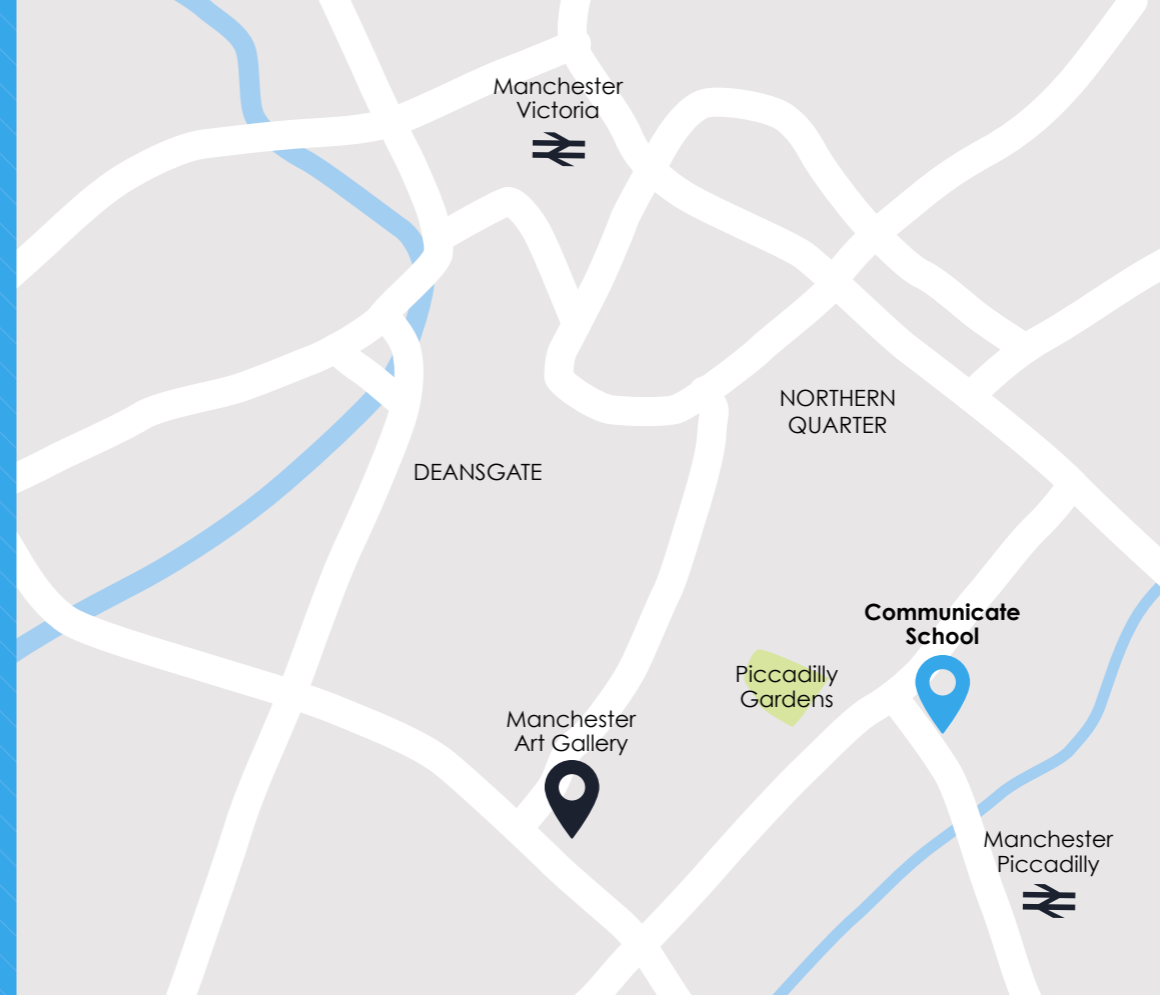 Manchester
Victoria
NORTHERN
QUARTER
DEANSGATE
Communicate
School
Piccadilly
Gardens
Manchester
Art Gallery
Manchester
Piccadilly